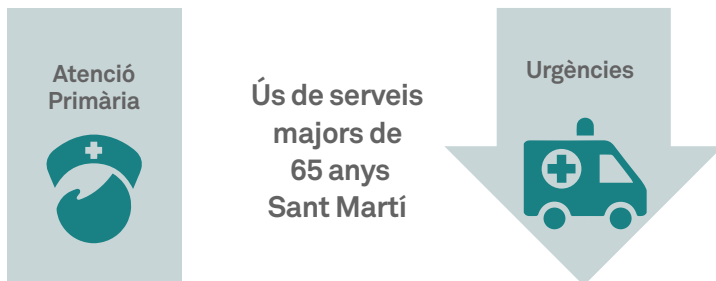 Atenció
Primària
Ús de serveis
majors de
65 anys
Sant Martí
Urgències